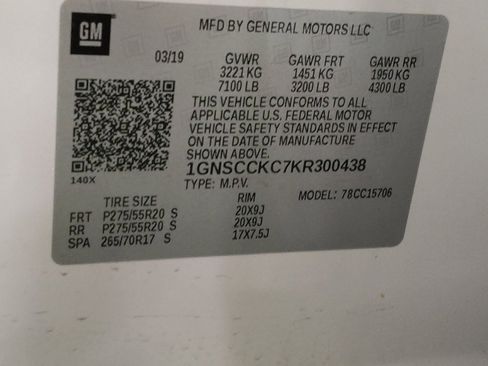 GM
MFD BY GENERAL MOTORS LLC
03/19 GVWR GAWR FRT GAWR RR
3221 KG 1451 KG 1950 KG
7100 LB 3200 LB 4300 LB
THIS VEHICLE CONFORMS TO ALL
APPLICABLE U.S. FEDERAL MOTOR
VEHICLE SAFETY STANDARDS IN EFFECT
ON THE DATE OF MANUFACTURE
SHOWN ABOVE.
140X
1GNSCCKC7KR300438
TYPE: M.P.V. MODEL: 78CC15706
TIRE SIZE RIM
FRT P275/55R20 S 20X9J
RR P275/55R20 S 20X9J
SPA 265/70R17 S 17X7.5J